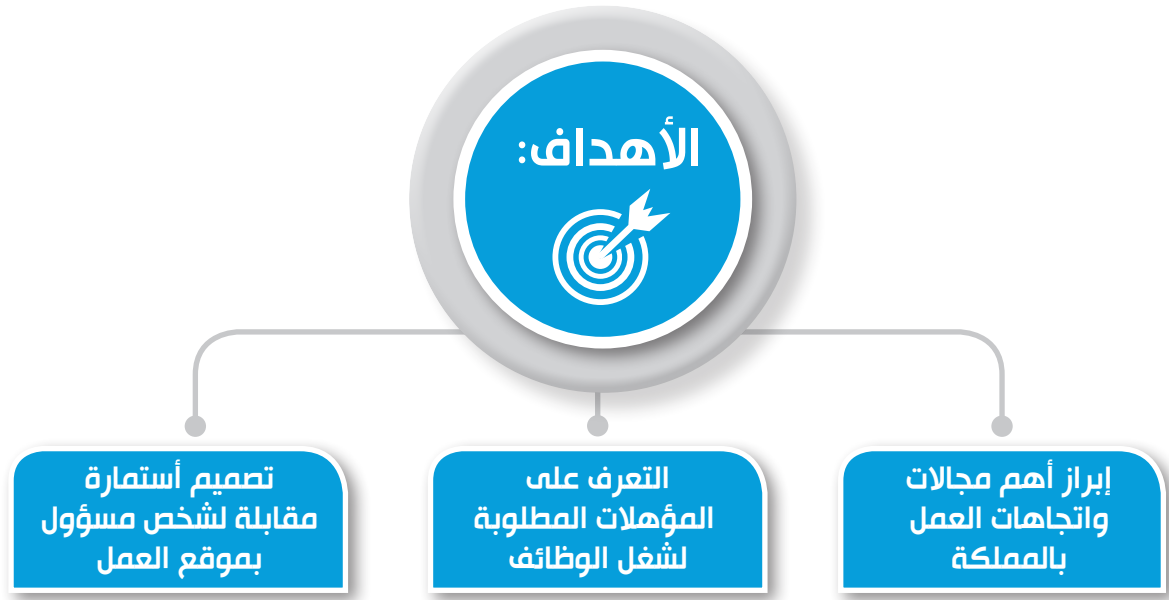 الأهداف:
إبراز أهم مجالات
واتجاهات العمل
بالمملكة
التعرف على
المؤهلات المطلوبة
لشغل الوظائف
تصميم أستمارة
مقابلة لشخص مسؤول
بموقع العمل